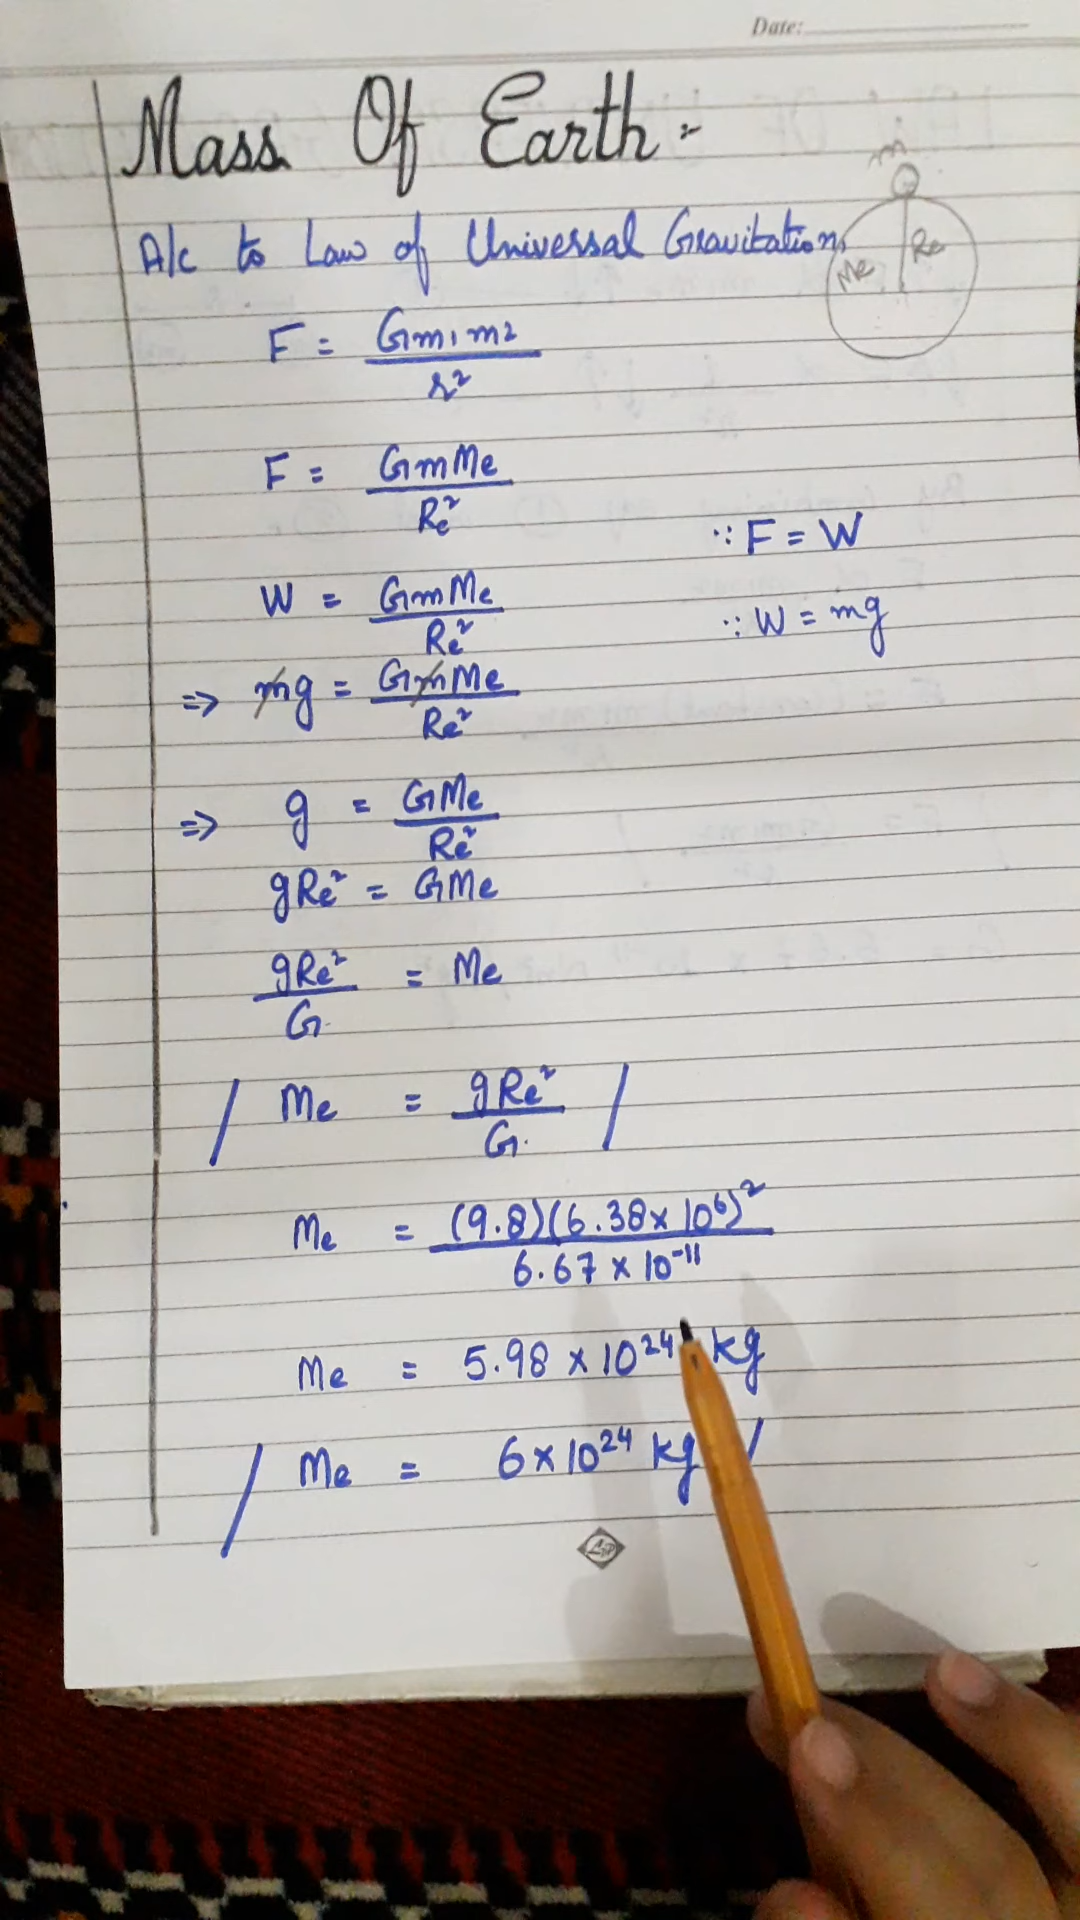 Date:
Mass Of Earth :-
A/c to Law of Universal Gravitation,
m
Me Re
F = Gm1m2 / r²
F = GmMe / Re²
∵ F = W
W = GmMe / Re²
∵ W = mg
⇒ mg = GmMe / Re²
⇒ g = GMe / Re²
gRe² = GMe
gRe² / G = Me
/ Me = gRe² / G. /
Me = (9.8)(6.38 × 10⁶)² / 6.67 × 10⁻¹¹
Me = 5.98 × 10²⁴ kg
/ Me = 6 × 10²⁴ kg /